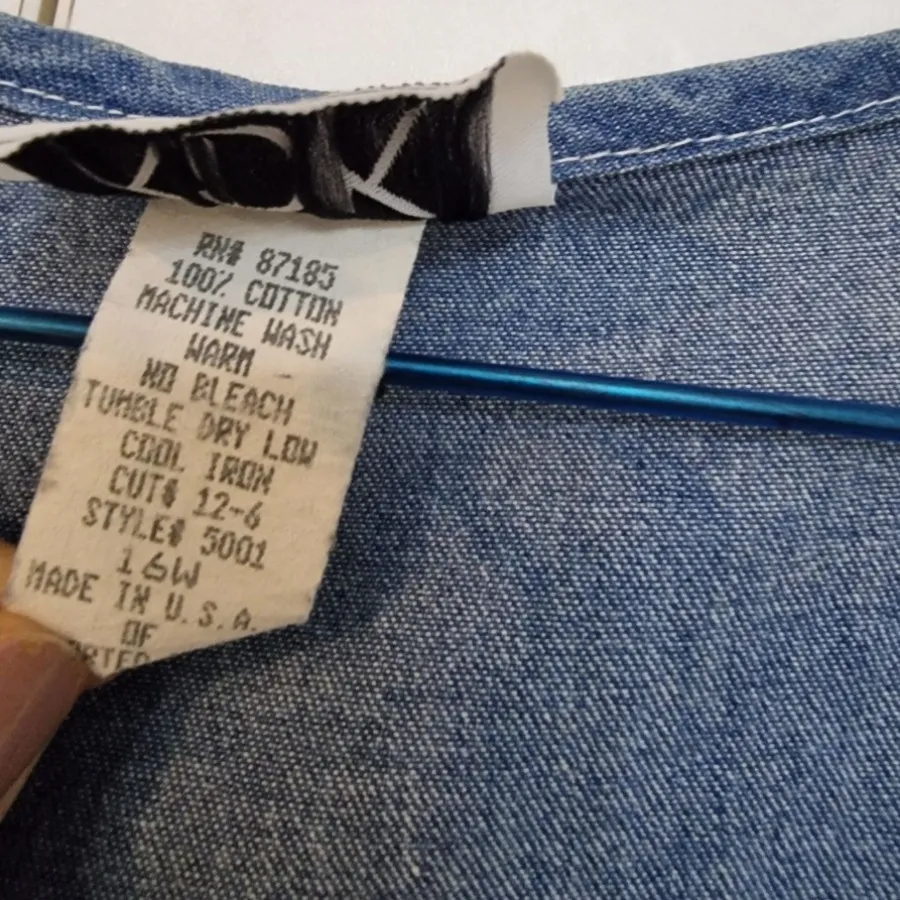 RN# 87185
100% COTTON
MACHINE WASH
WARM
NO BLEACH
TUMBLE DRY LOW
COOL IRON
CUT# 12-6
STYLE# 5001
16W
MADE IN U.S.A.
OF